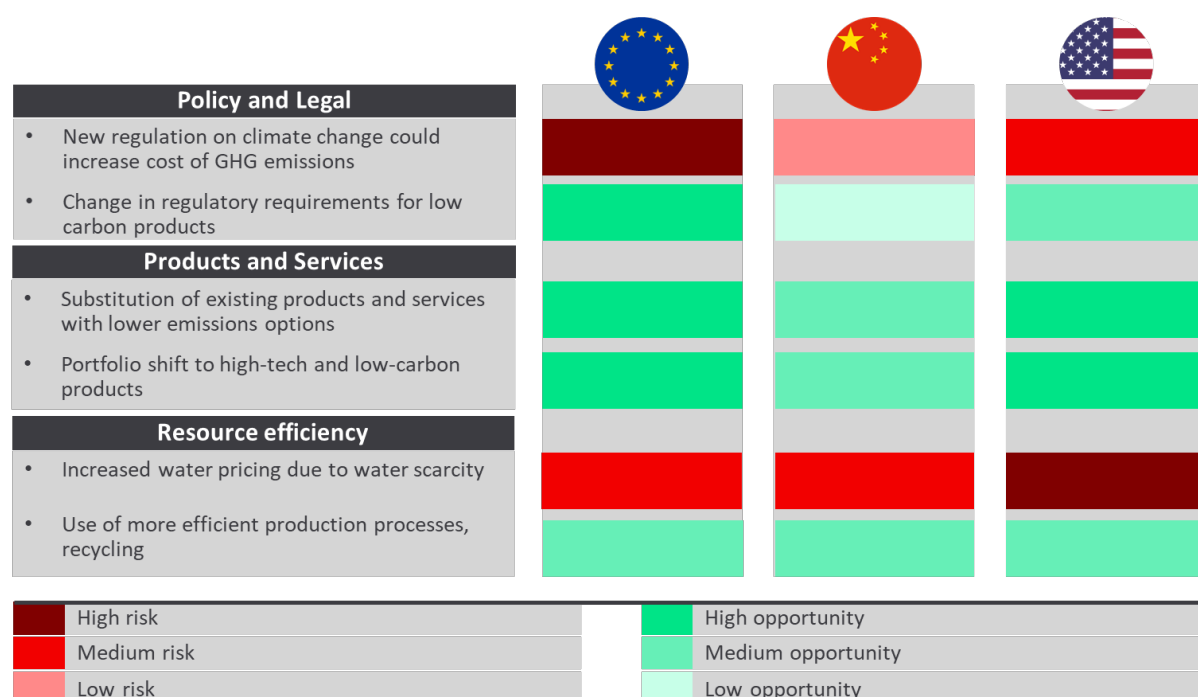 Policy and Legal
• New regulation on climate change could
increase cost of GHG emissions
• Change in regulatory requirements for low
carbon products
Products and Services
• Substitution of existing products and services
with lower emissions options
• Portfolio shift to high-tech and low-carbon
products
Resource efficiency
• Increased water pricing due to water scarcity
• Use of more efficient production processes,
recycling
High risk
High opportunity
Medium risk
Medium opportunity
Low risk
Low opportunity